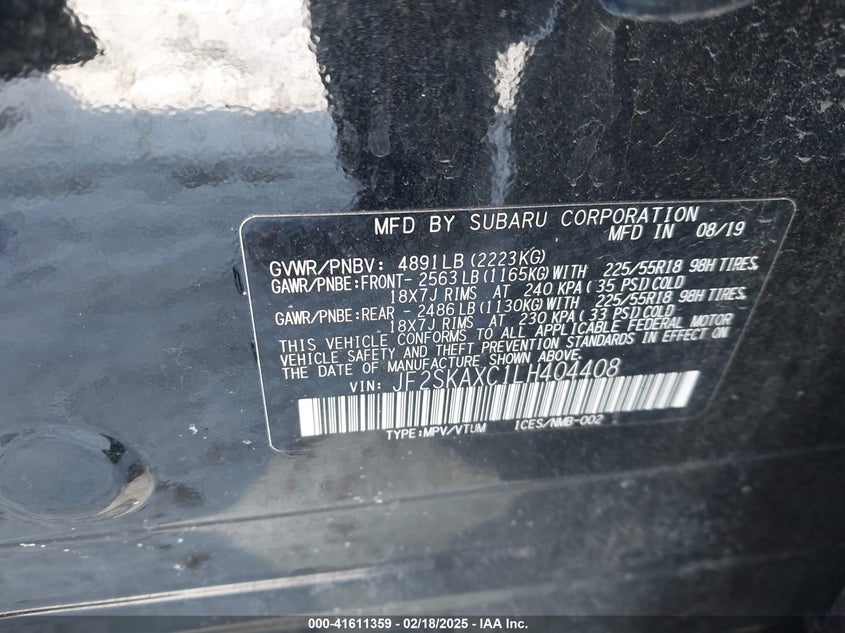 MFD BY SUBARU CORPORATION
MFD IN 08/19
GVWR/PNBV: 4891LB(2223KG)
GAWR/PNBE:FRONT- 2563LB(1165KG)WITH 225/55R18 98H TIRES,
18X7J RIMS AT 240 KPA( 35 PSI)COLD
GAWR/PNBE:REAR - 2486LB(1130KG)WITH 225/55R18 98H TIRES,
18X7J RIMS AT 230 KPA( 33 PSI)COLD
THIS VEHICLE CONFORMS TO ALL APPLICABLE FEDERAL MOTOR
VEHICLE SAFETY AND THEFT PREVENTION STANDARDS IN EFFECT ON
THE DATE OF MANUFACTURE SHOWN ABOVE.
VIN: JF2SKAXC1LH404408
TYPE:MPV/VTUM ICES/NMB-002
000-41611359 - 02/18/2025 - IAA Inc.